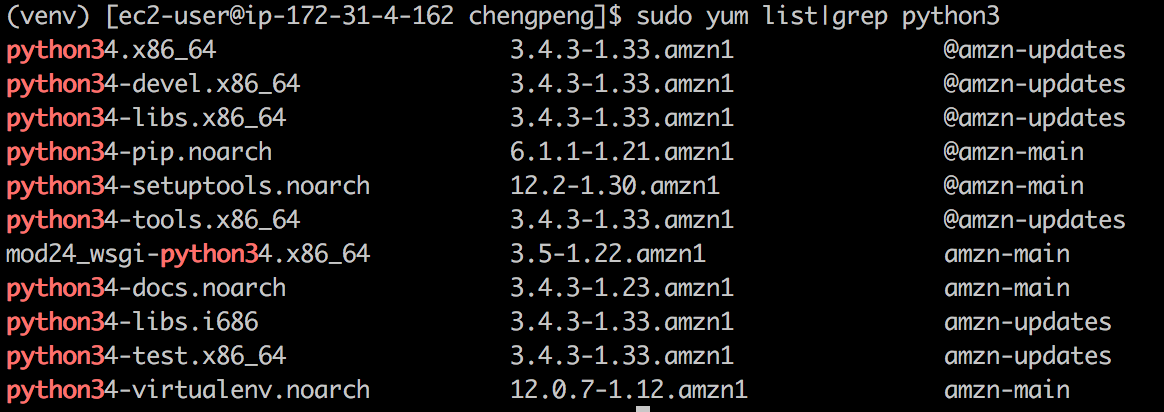 (venv) [ec2-user@ip-172-31-4-162 chengpeng]$ sudo yum list|grep python3
python34.x86_64 3.4.3-1.33.amzn1 @amzn-updates
python34-devel.x86_64 3.4.3-1.33.amzn1 @amzn-updates
python34-libs.x86_64 3.4.3-1.33.amzn1 @amzn-updates
python34-pip.noarch 6.1.1-1.21.amzn1 @amzn-main
python34-setuptools.noarch 12.2-1.30.amzn1 @amzn-main
python34-tools.x86_64 3.4.3-1.33.amzn1 @amzn-updates
mod24_wsgi-python34.x86_64 3.5-1.22.amzn1 amzn-main
python34-docs.noarch 3.4.3-1.23.amzn1 amzn-main
python34-libs.i686 3.4.3-1.33.amzn1 amzn-updates
python34-test.x86_64 3.4.3-1.33.amzn1 amzn-updates
python34-virtualenv.noarch 12.0.7-1.12.amzn1 amzn-main